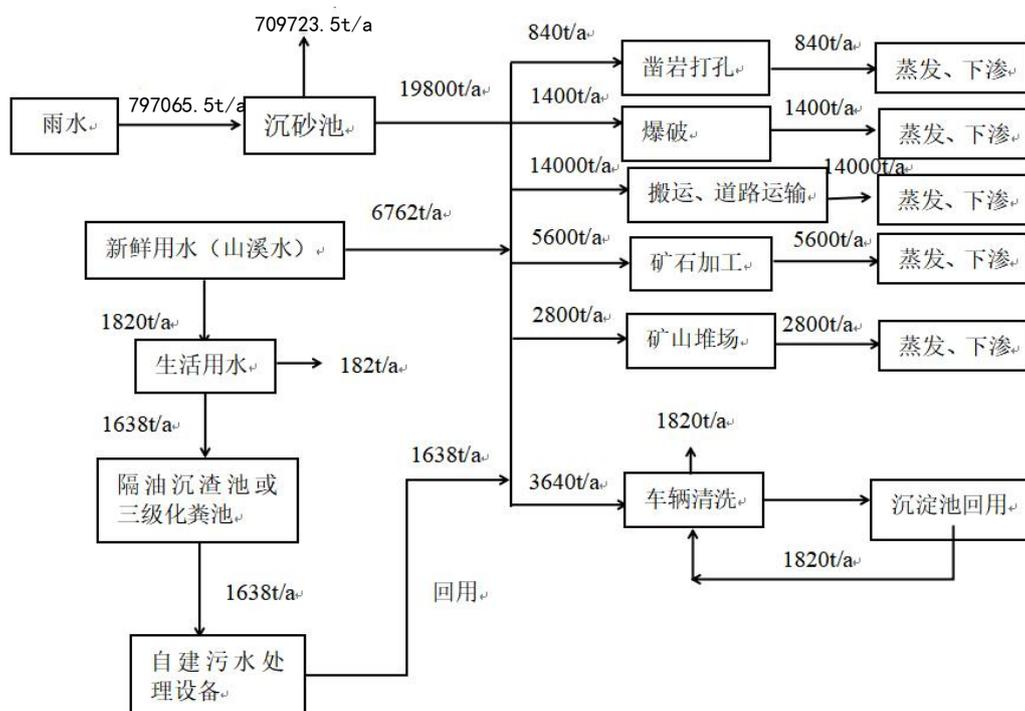 709723.5t/a
840t/a
840t/a
凿岩打孔
蒸发、下渗
19800t/a
797065.5t/a
1400t/a
1400t/a
雨水
沉砂池
爆破
蒸发、下渗
14000t/a
14000t/a
搬运、道路运输
蒸发、下渗
6762t/a
新鲜用水（山溪水）
5600t/a
5600t/a
矿石加工
蒸发、下渗
1820t/a
2800t/a
2800t/a
矿山堆场
蒸发、下渗
生活用水
182t/a
1638t/a
1820t/a
1638t/a
隔油沉渣池或
三级化粪池
3640t/a
车辆清洗
沉淀池回用
1820t/a
1638t/a
回用
自建污水处
理设备